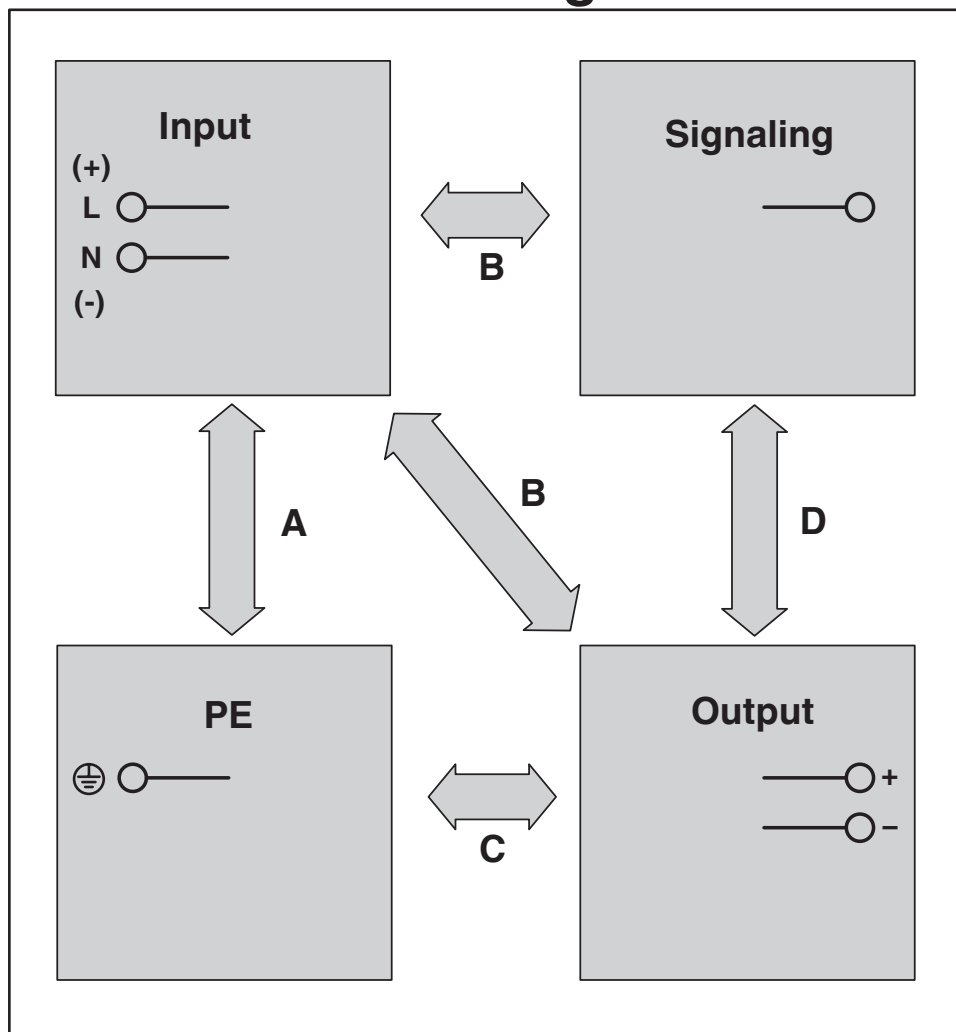 Input
(+)
L
N
(-)
Signaling
B
A
B
D
PE
Output
+
–
C